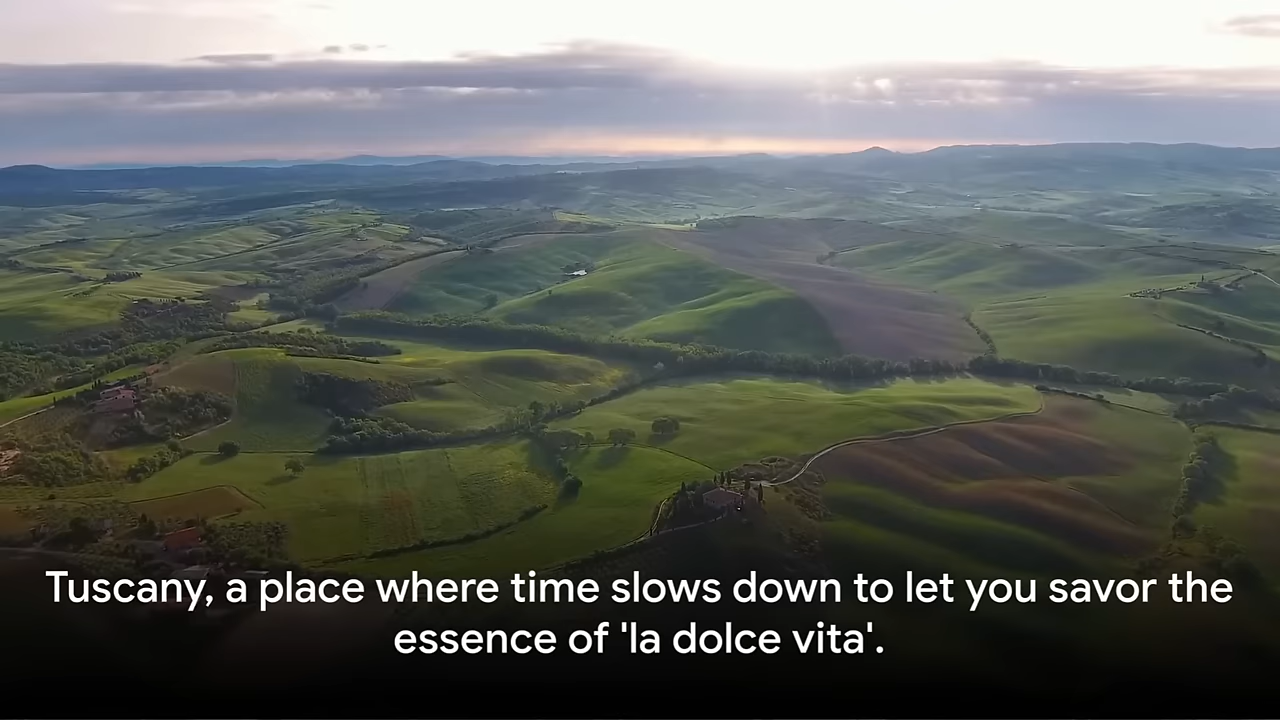 Tuscany, a place where time slows down to let you savor the
essence of 'la dolce vita'.